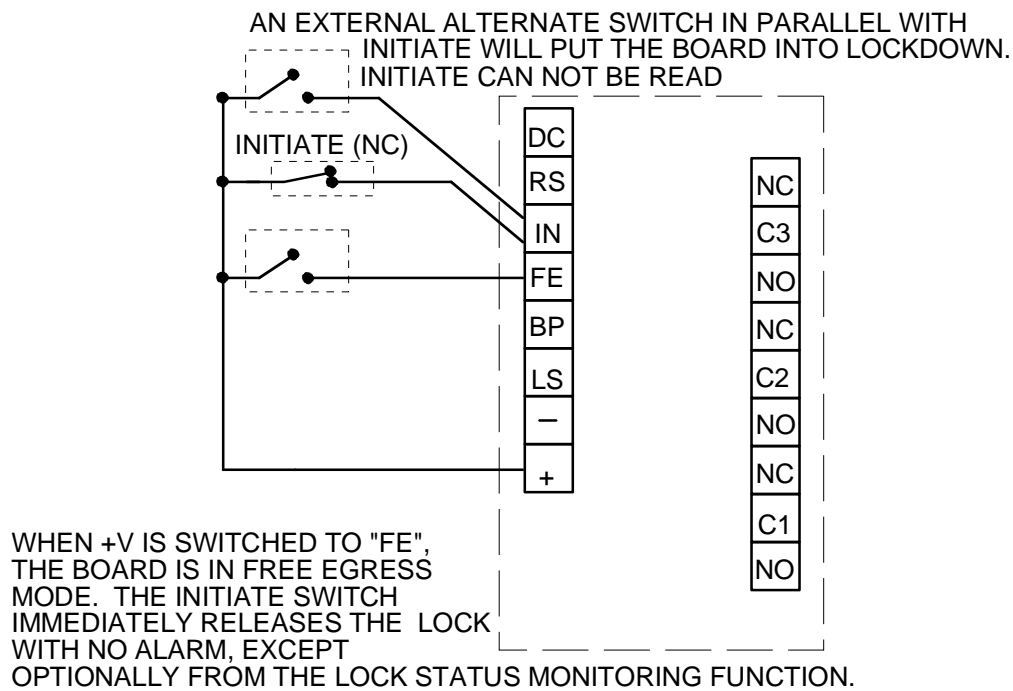 AN EXTERNAL ALTERNATE SWITCH IN PARALLEL WITH
INITIATE WILL PUT THE BOARD INTO LOCKDOWN.
INITIATE CAN NOT BE READ
INITIATE (NC)
DC
RS
IN
FE
BP
LS
–
+
NC
C3
NO
NC
C2
NO
NC
C1
NO
WHEN +V IS SWITCHED TO "FE",
THE BOARD IS IN FREE EGRESS
MODE. THE INITIATE SWITCH
IMMEDIATELY RELEASES THE LOCK
WITH NO ALARM, EXCEPT
OPTIONALLY FROM THE LOCK STATUS MONITORING FUNCTION.